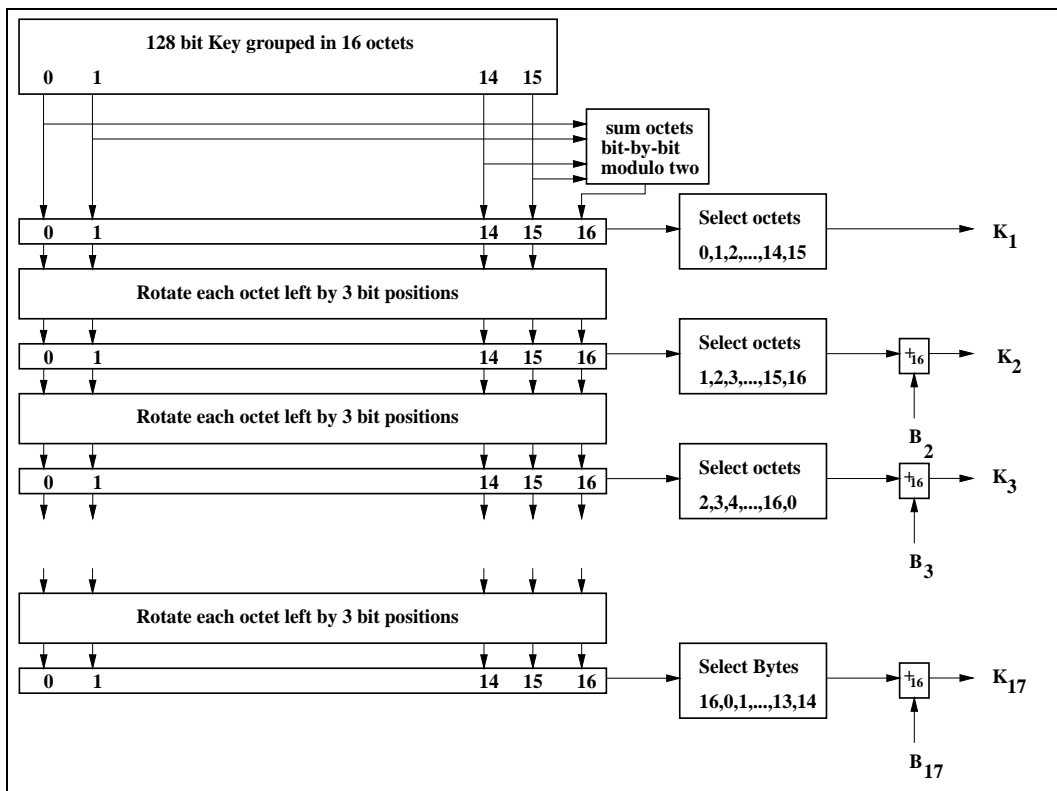 128 bit Key grouped in 16 octets
0 1 14 15
sum octets
bit-by-bit
modulo two
0 1 14 15 16
Select octets
0,1,2,...,14,15
K1
Rotate each octet left by 3 bit positions
0 1 14 15 16
Select octets
1,2,3,...,15,16
+16
K2
B2
Rotate each octet left by 3 bit positions
0 1 14 15 16
Select octets
2,3,4,...,16,0
+16
K3
B3
Rotate each octet left by 3 bit positions
0 1 14 15 16
Select Bytes
16,0,1,...,13,14
+16
K17
B17